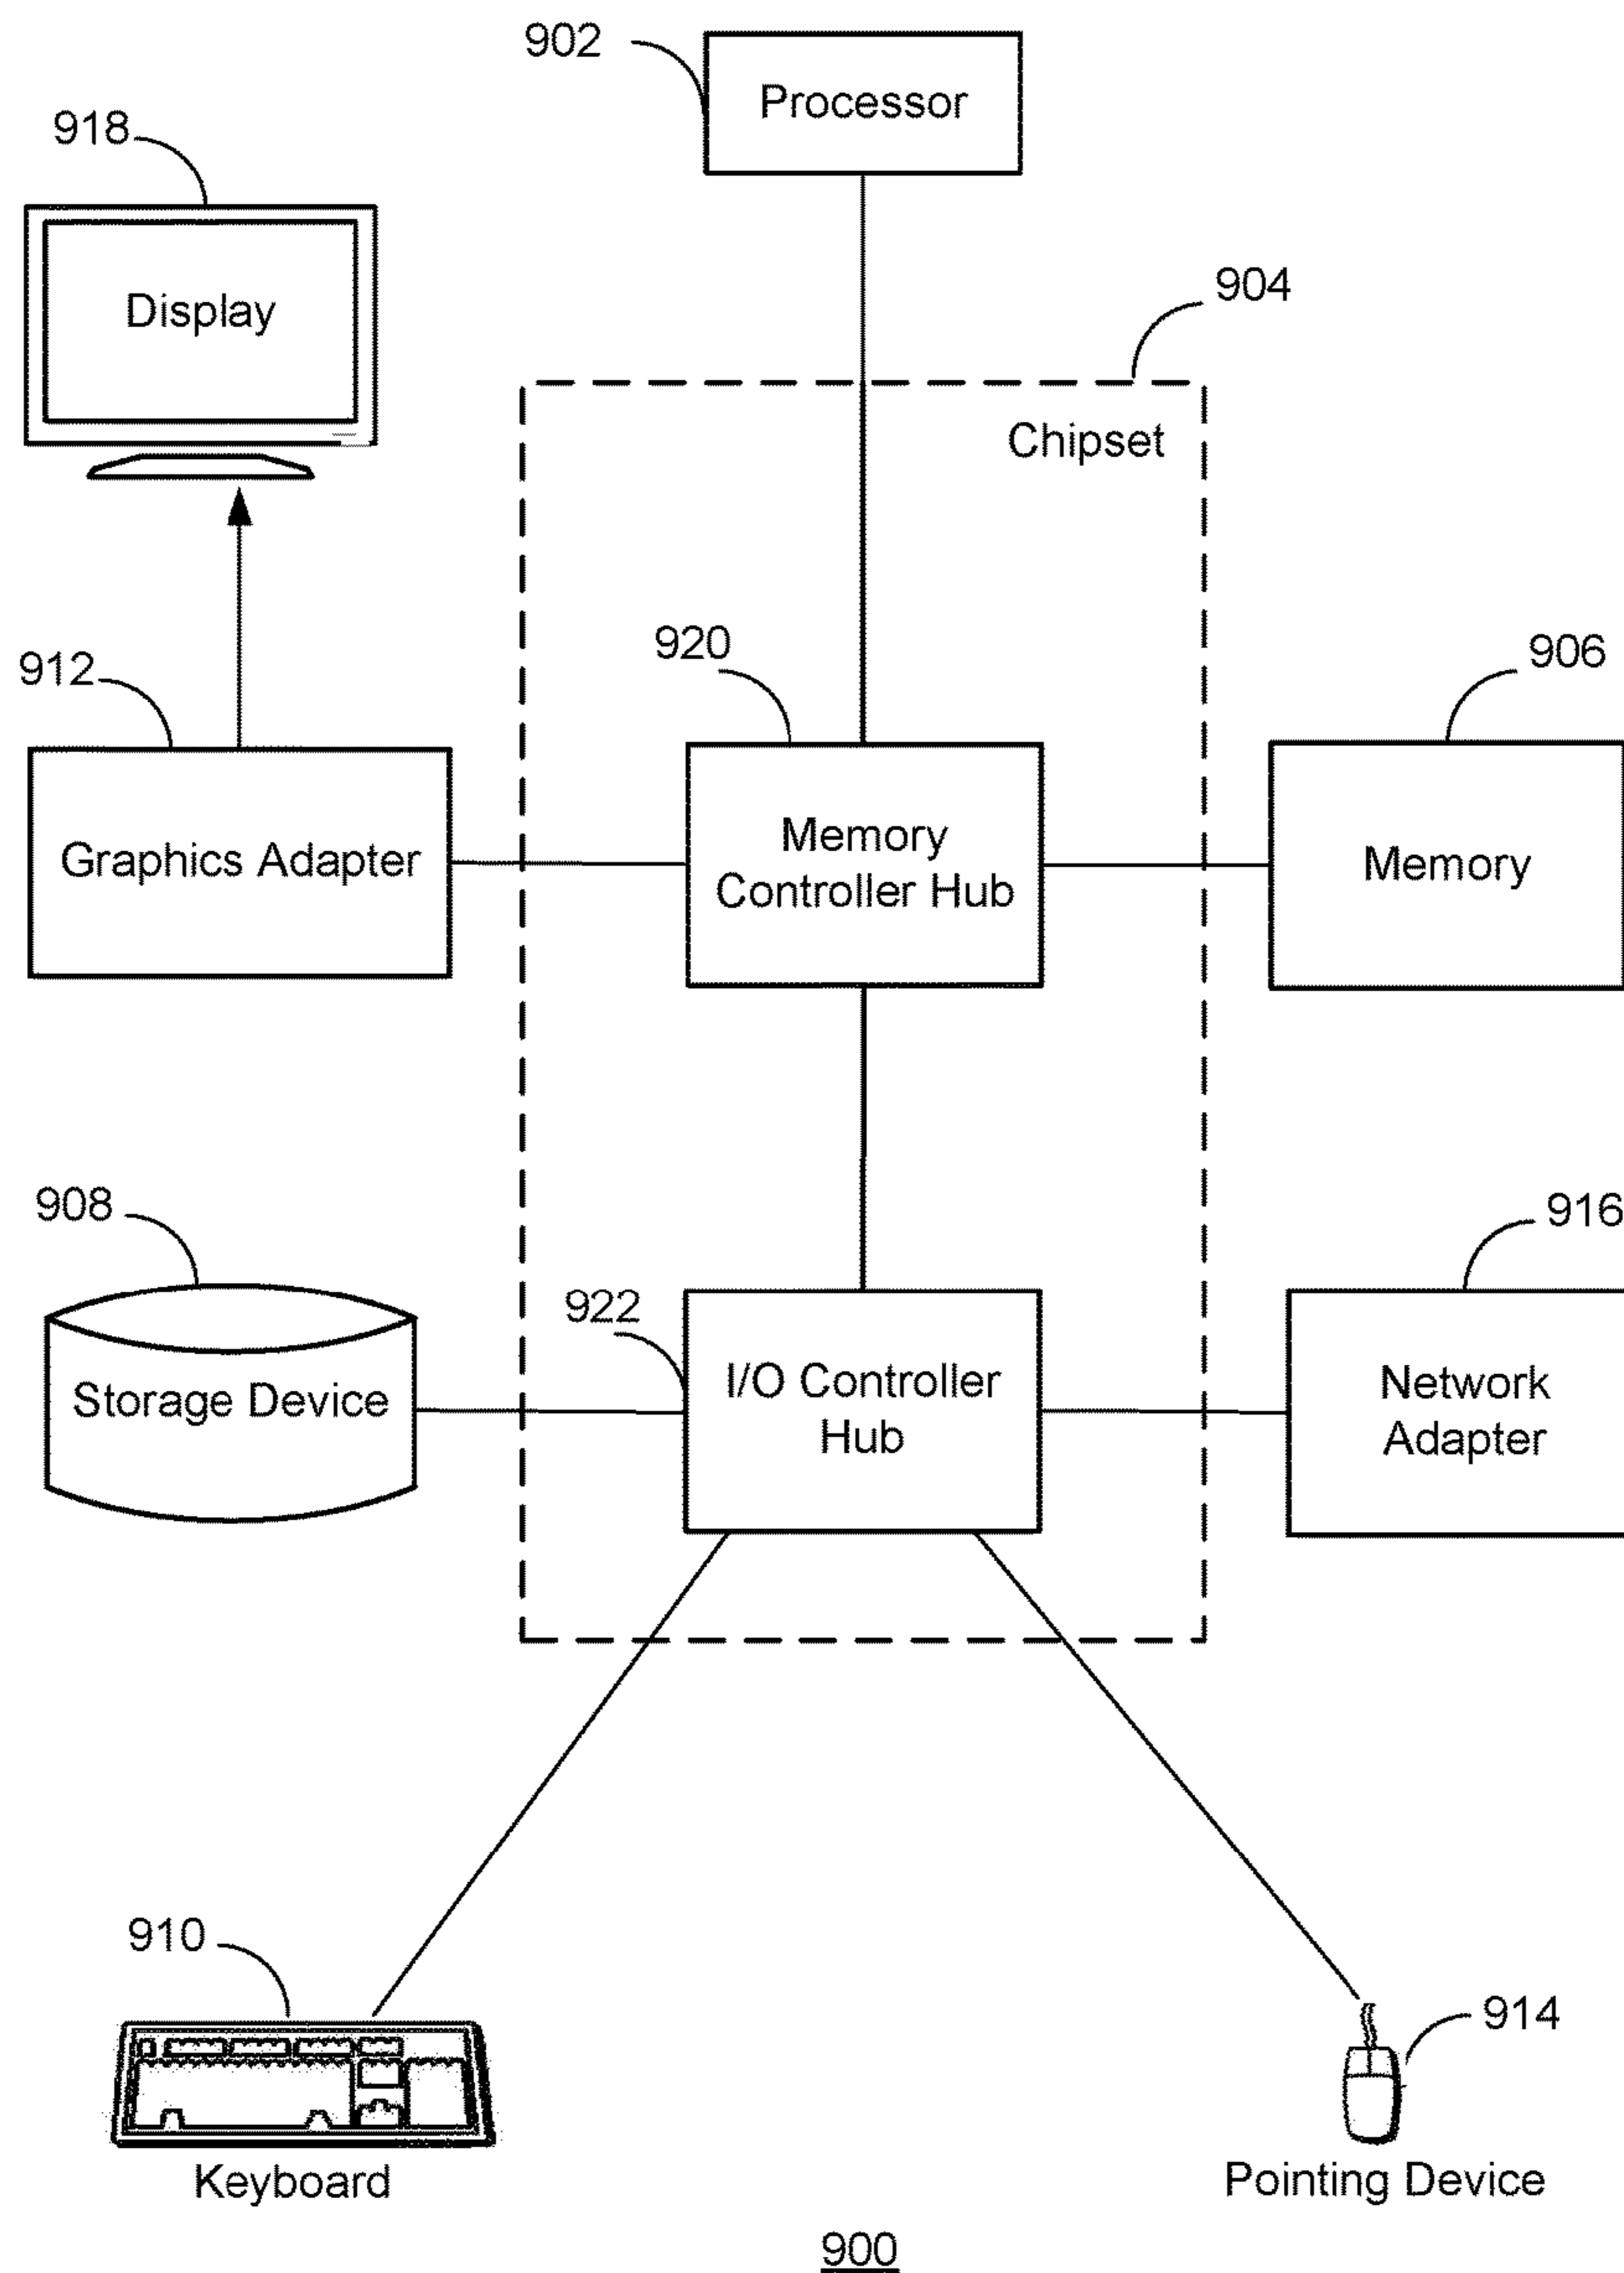 902
Processor
918
Display
904
Chipset
920
906
912
Graphics Adapter
Memory
Controller Hub
Memory
908
916
922
Storage Device
I/O Controller
Hub
Network
Adapter
910
914
Keyboard
Pointing Device
900